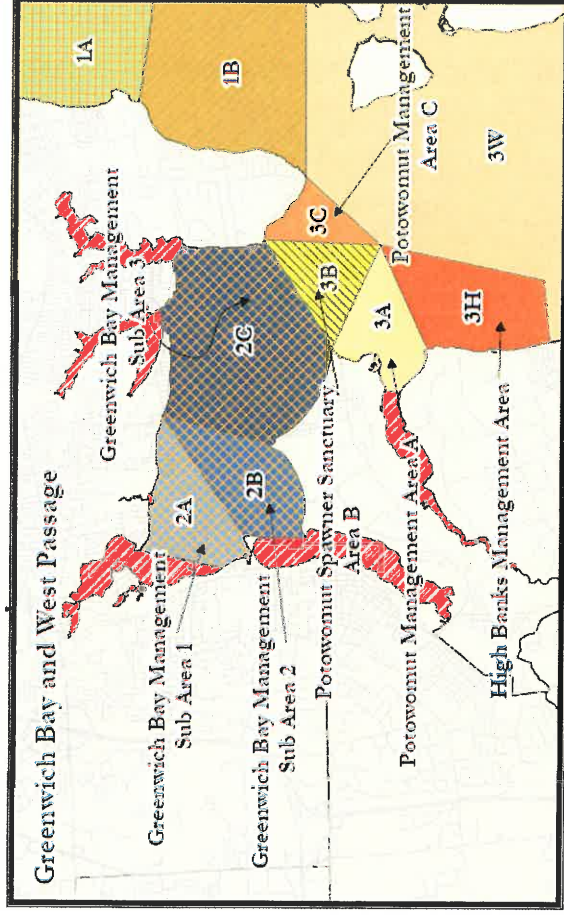 Greenwich Bay and West Passage
1A
Greenwich Bay Management
Sub Area 3
1B
2A
2C
Greenwich Bay Management
Sub Area 1
2B
3C
3B
Potowomut Management
Area C
Greenwich Bay Management
Sub Area 2
Potowomut Spawner Sanctuary
Area B
3A
3W
Potowomut Management Area A
3H
High Banks Management Area